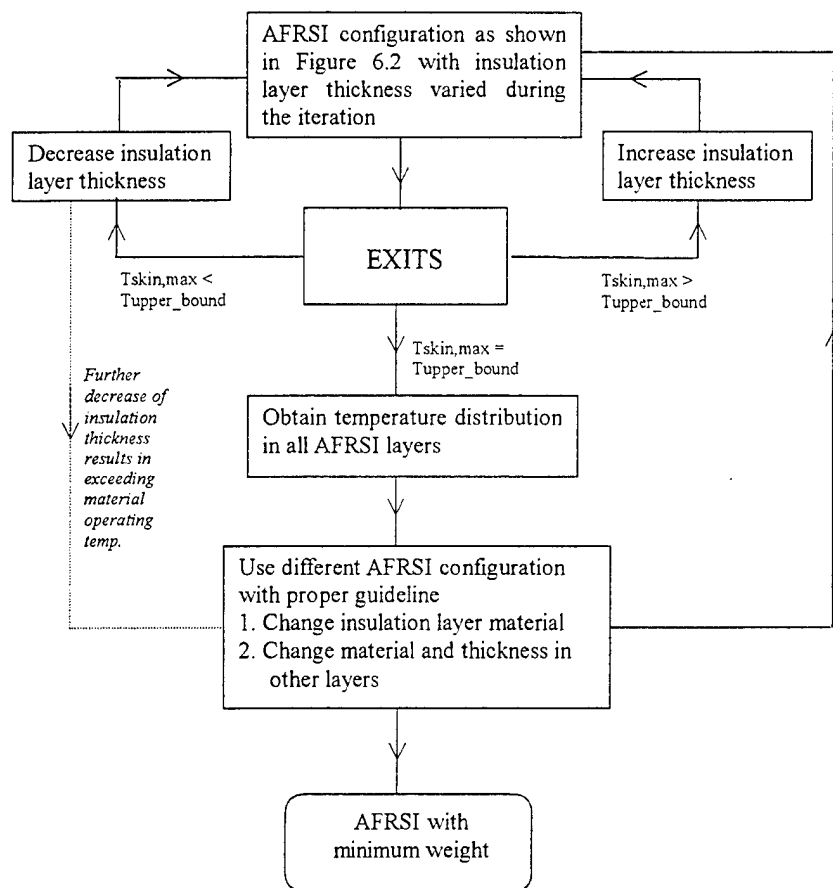 AFRSI configuration as shown
in Figure 6.2 with insulation
layer thickness varied during
the iteration
Decrease insulation
layer thickness
Increase insulation
layer thickness
EXITS
Tskin,max <
Tupper_bound
Tskin,max >
Tupper_bound
Tskin,max =
Tupper_bound
Further
decrease of
insulation
thickness
results in
exceeding
material
operating
temp.
Obtain temperature distribution
in all AFRSI layers
Use different AFRSI configuration
with proper guideline
1. Change insulation layer material
2. Change material and thickness in
other layers
AFRSI with
minimum weight